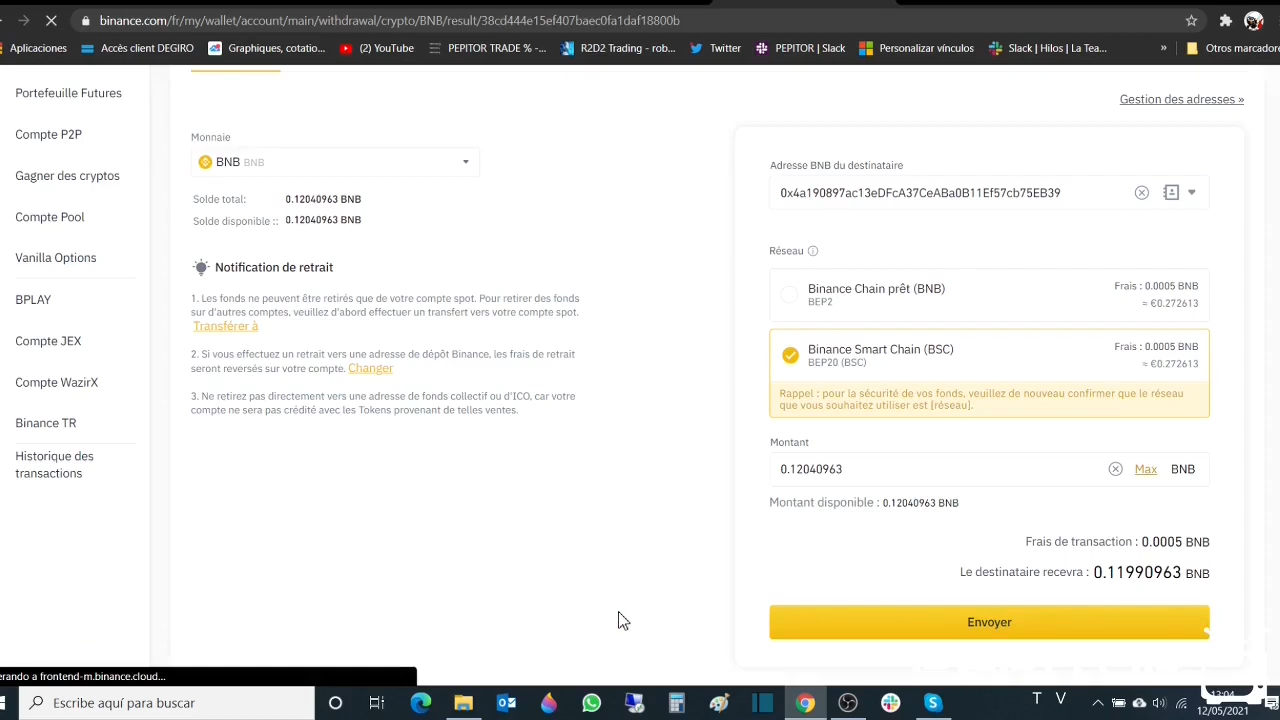 binance.com/fr/my/wallet/account/main/withdrawal/crypto/BNB/result/38cd444e15ef407baec0fa1daf18800b
Aplicaciones
Accès client DEGIRO
Graphiques, cotatio...
(2) YouTube
PEPITOR TRADE %-...
R2D2 Trading - rob...
Twitter
PEPITOR | Slack
Personalizar vínculos
Slack | Hilos | La Tea...
»
Otros marcadores
Portefeuille Futures
Compte P2P
Gagner des cryptos
Compte Pool
Vanilla Options
BPLAY
Compte JEX
Compte WazirX
Binance TR
Historique des
transactions
Gestion des adresses »
Monnaie
BNB BNB
Solde total: 0.12040963 BNB
Solde disponible :: 0.12040963 BNB
Notification de retrait
1. Les fonds ne peuvent être retirés que de votre compte spot. Pour retirer des fonds
sur d'autres comptes, veuillez d'abord effectuer un transfert vers votre compte spot.
Transférer à
2. Si vous effectuez un retrait vers une adresse de dépôt Binance, les frais de retrait
seront reversés sur votre compte. Changer
3. Ne retirez pas directement vers une adresse de fonds collectif ou d'ICO, car votre
compte ne sera pas crédité avec les Tokens provenant de telles ventes.
Adresse BNB du destinataire
0x4a190897ac13eDFcA37CeABa0B11Ef57cb75EB39
Réseau
Binance Chain prêt (BNB)
BEP2
Frais : 0.0005 BNB
≈ €0.272613
Binance Smart Chain (BSC)
BEP20 (BSC)
Frais : 0.0005 BNB
≈ €0.272613
Rappel : pour la sécurité de vos fonds, veuillez de nouveau confirmer que le réseau
que vous souhaitez utiliser est [réseau].
Montant
0.12040963 Max BNB
Montant disponible : 0.12040963 BNB
Frais de transaction : 0.0005 BNB
Le destinataire recevra : 0.11990963 BNB
Envoyer
erando a frontend-m.binance.cloud...
Escribe aquí para buscar
T V
13:04
12/05/2021